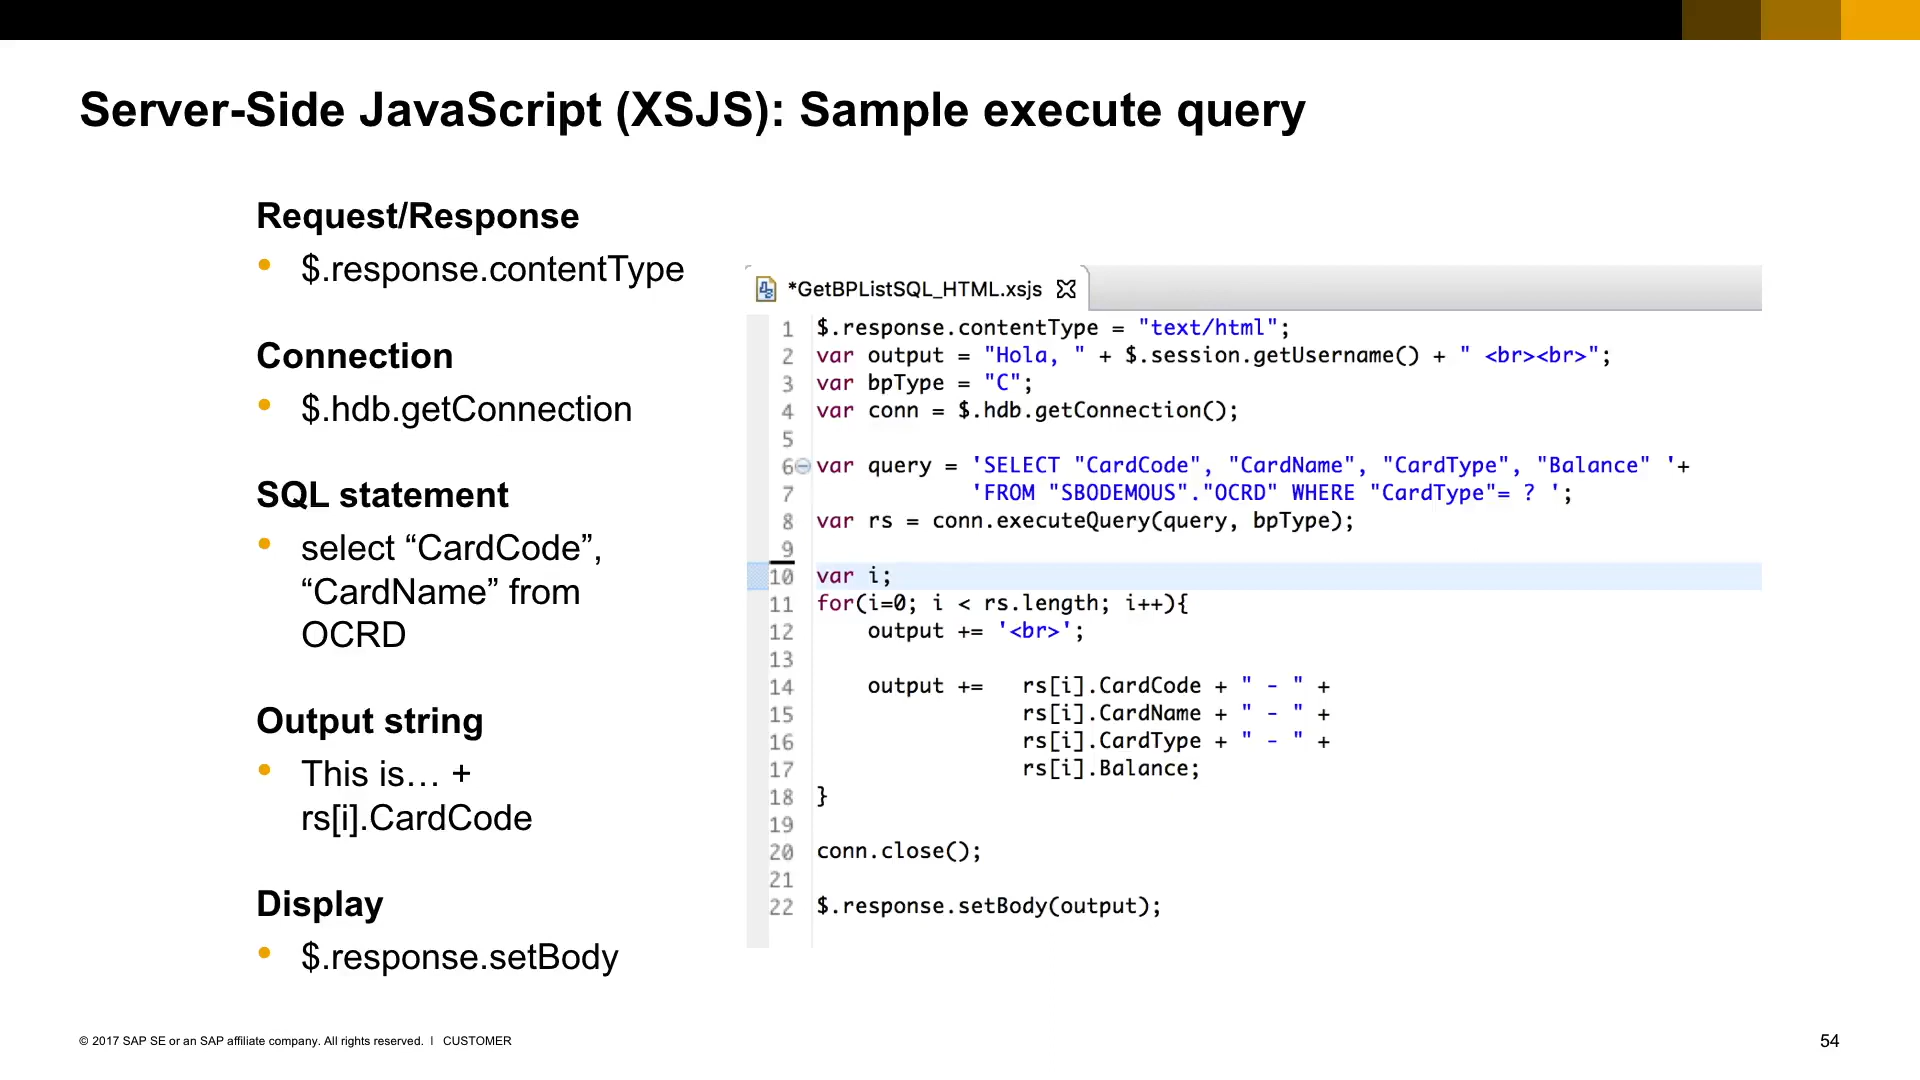 Server-Side JavaScript (XSJS): Sample execute query
Request/Response
• $.response.contentType
Connection
• $.hdb.getConnection
SQL statement
• select “CardCode”,
“CardName” from
OCRD
Output string
• This is… +
rs[i].CardCode
Display
• $.response.setBody
*GetBPListSQL_HTML.xsjs
1 $.response.contentType = "text/html";
2 var output = "Hola, " + $.session.getUsername() + " <br><br>";
3 var bpType = "C";
4 var conn = $.hdb.getConnection();
5
6 var query = 'SELECT "CardCode", "CardName", "CardType", "Balance" '+
7 'FROM "SBODEMOUS"."OCRD" WHERE "CardType"= ? ';
8 var rs = conn.executeQuery(query, bpType);
9
10 var i;
11 for(i=0; i < rs.length; i++){
12 output += '<br>';
13
14 output += rs[i].CardCode + " - " +
15 rs[i].CardName + " - " +
16 rs[i].CardType + " - " +
17 rs[i].Balance;
18 }
19
20 conn.close();
21
22 $.response.setBody(output);
© 2017 SAP SE or an SAP affiliate company. All rights reserved. | CUSTOMER
54